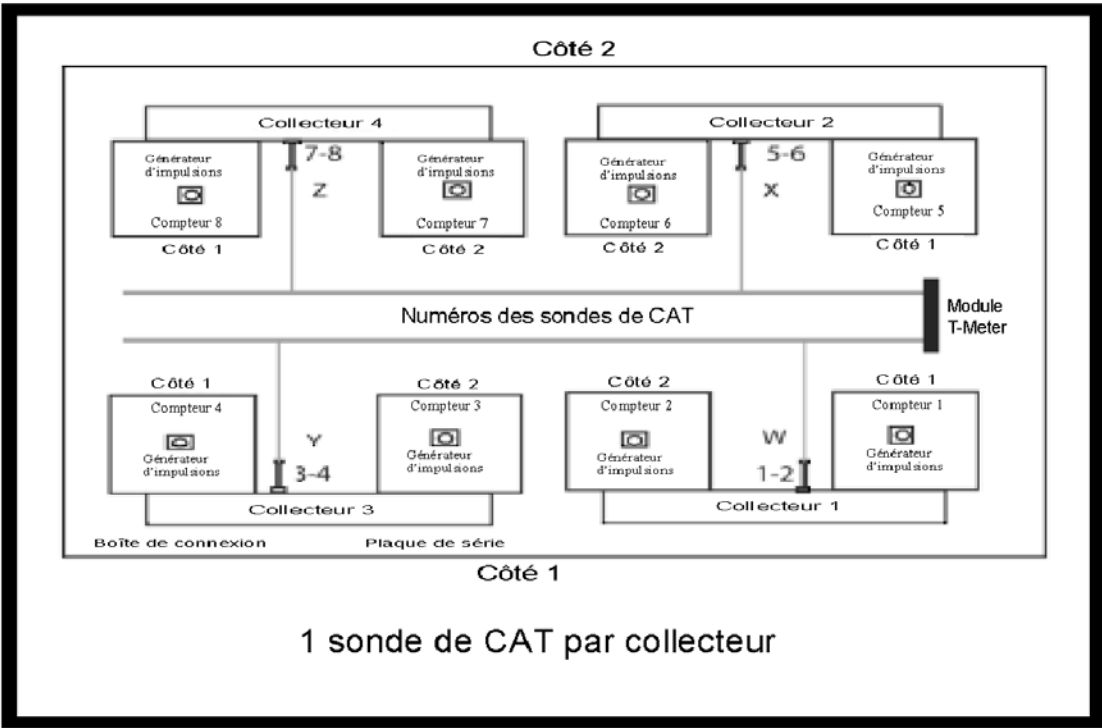 Côté 2
Collecteur 4
Collecteur 2
Générateur
d'impulsions
Compteur 8
Côté 1
7-8
Z
Générateur
d'impulsions
Compteur 7
Côté 2
Générateur
d'impulsions
Compteur 6
Côté 2
5-6
X
Générateur
d'impulsions
Compteur 5
Côté 1
Numéros des sondes de CAT
Module
T-Meter
Côté 1
Compteur 4
Générateur
d'impulsions
Y
3-4
Côté 2
Compteur 3
Générateur
d'impulsions
Côté 2
Compteur 2
Générateur
d'impulsions
W
1-2
Côté 1
Compteur 1
Générateur
d'impulsions
Collecteur 3
Collecteur 1
Boîte de connexion
Plaque de série
Côté 1
1 sonde de CAT par collecteur